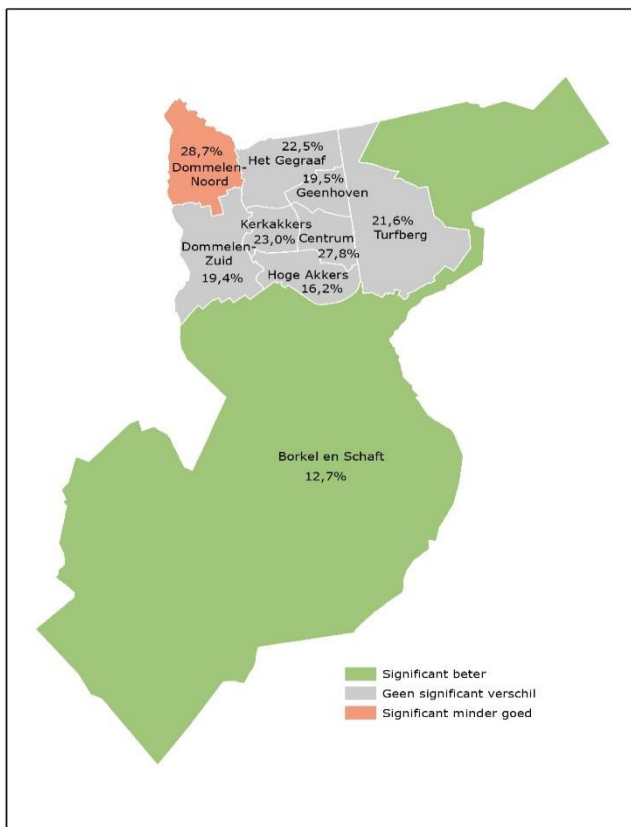 28,7%
Dommelen-
Noord
22,5%
Het Gegraaf
19,5%
Geenhoven
21,6%
Turfberg
Kerkakkers
23,0%
Centrum
27,8%
Dommelen-
Zuid
19,4%
Hoge Akkers
16,2%
Borkel en Schaft
12,7%
Significant beter
Geen significant verschil
Significant minder goed